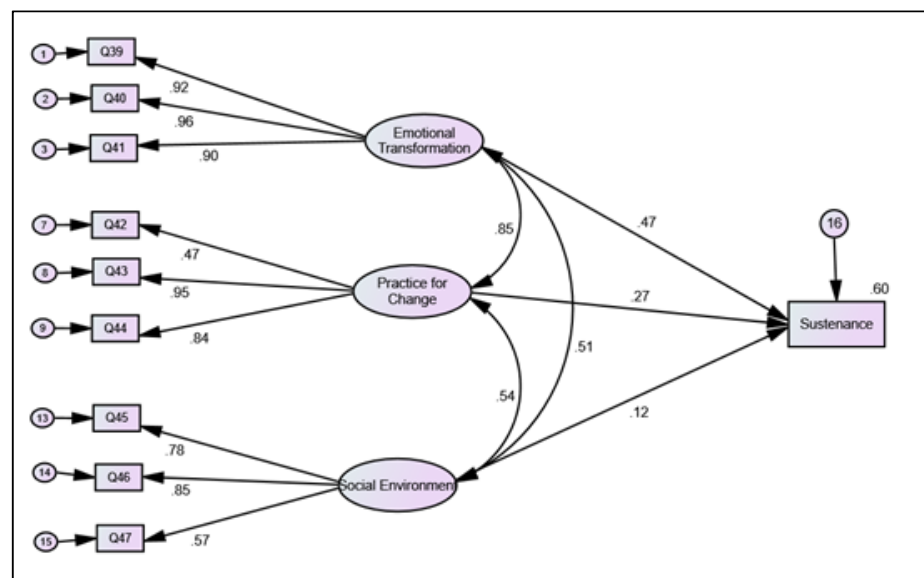 1
Q39
.92
2
Q40
.96
3
Q41
.90
Emotional
Transformation
.47
.85
7
Q42
.47
8
Q43
.95
9
Q44
.84
Practice for
Change
.27
16
.60
Sustenance
.51
.54
.12
13
Q45
.78
14
Q46
.85
15
Q47
.57
Social Environment